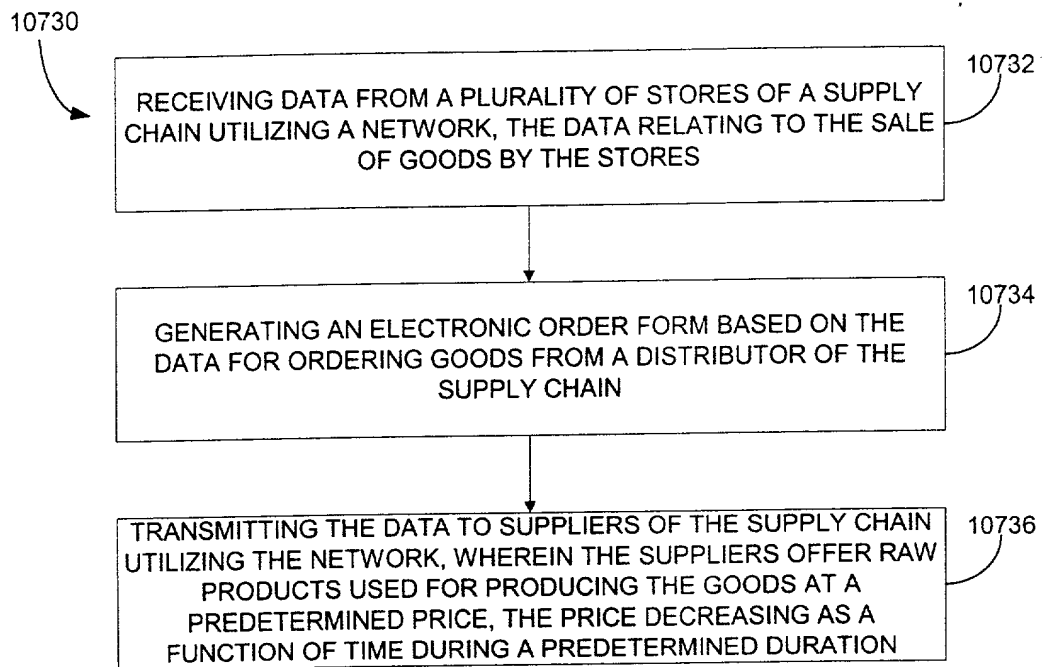 10730
10732
RECEIVING DATA FROM A PLURALITY OF STORES OF A SUPPLY
CHAIN UTILIZING A NETWORK, THE DATA RELATING TO THE SALE
OF GOODS BY THE STORES
10734
GENERATING AN ELECTRONIC ORDER FORM BASED ON THE
DATA FOR ORDERING GOODS FROM A DISTRIBUTOR OF THE
SUPPLY CHAIN
10736
TRANSMITTING THE DATA TO SUPPLIERS OF THE SUPPLY CHAIN
UTILIZING THE NETWORK, WHEREIN THE SUPPLIERS OFFER RAW
PRODUCTS USED FOR PRODUCING THE GOODS AT A
PREDETERMINED PRICE, THE PRICE DECREASING AS A
FUNCTION OF TIME DURING A PREDETERMINED DURATION